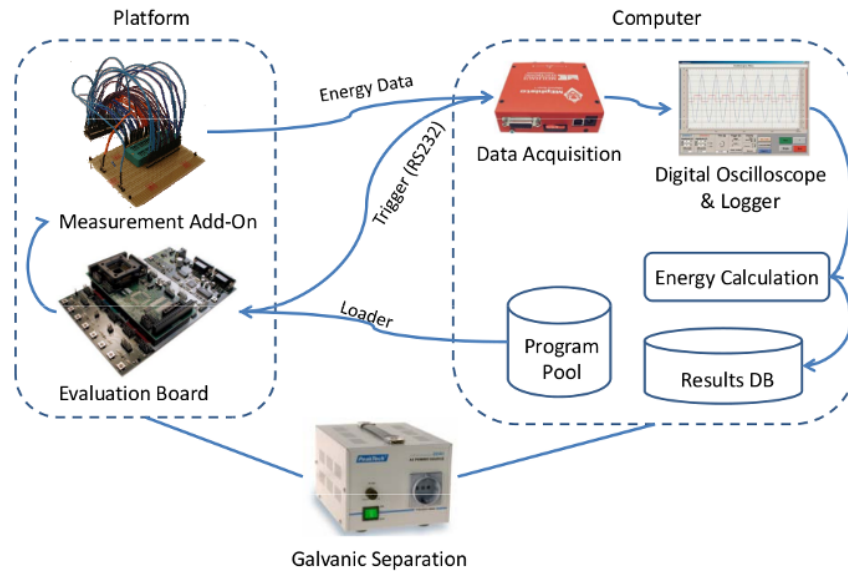 Platform
Computer
Energy Data
Trigger (RS232)
Data Acquisition
Digital Oscilloscope
& Logger
Measurement Add-On
Energy Calculation
Loader
Program
Pool
Results DB
Evaluation Board
PeakTech
Galvanic Separation